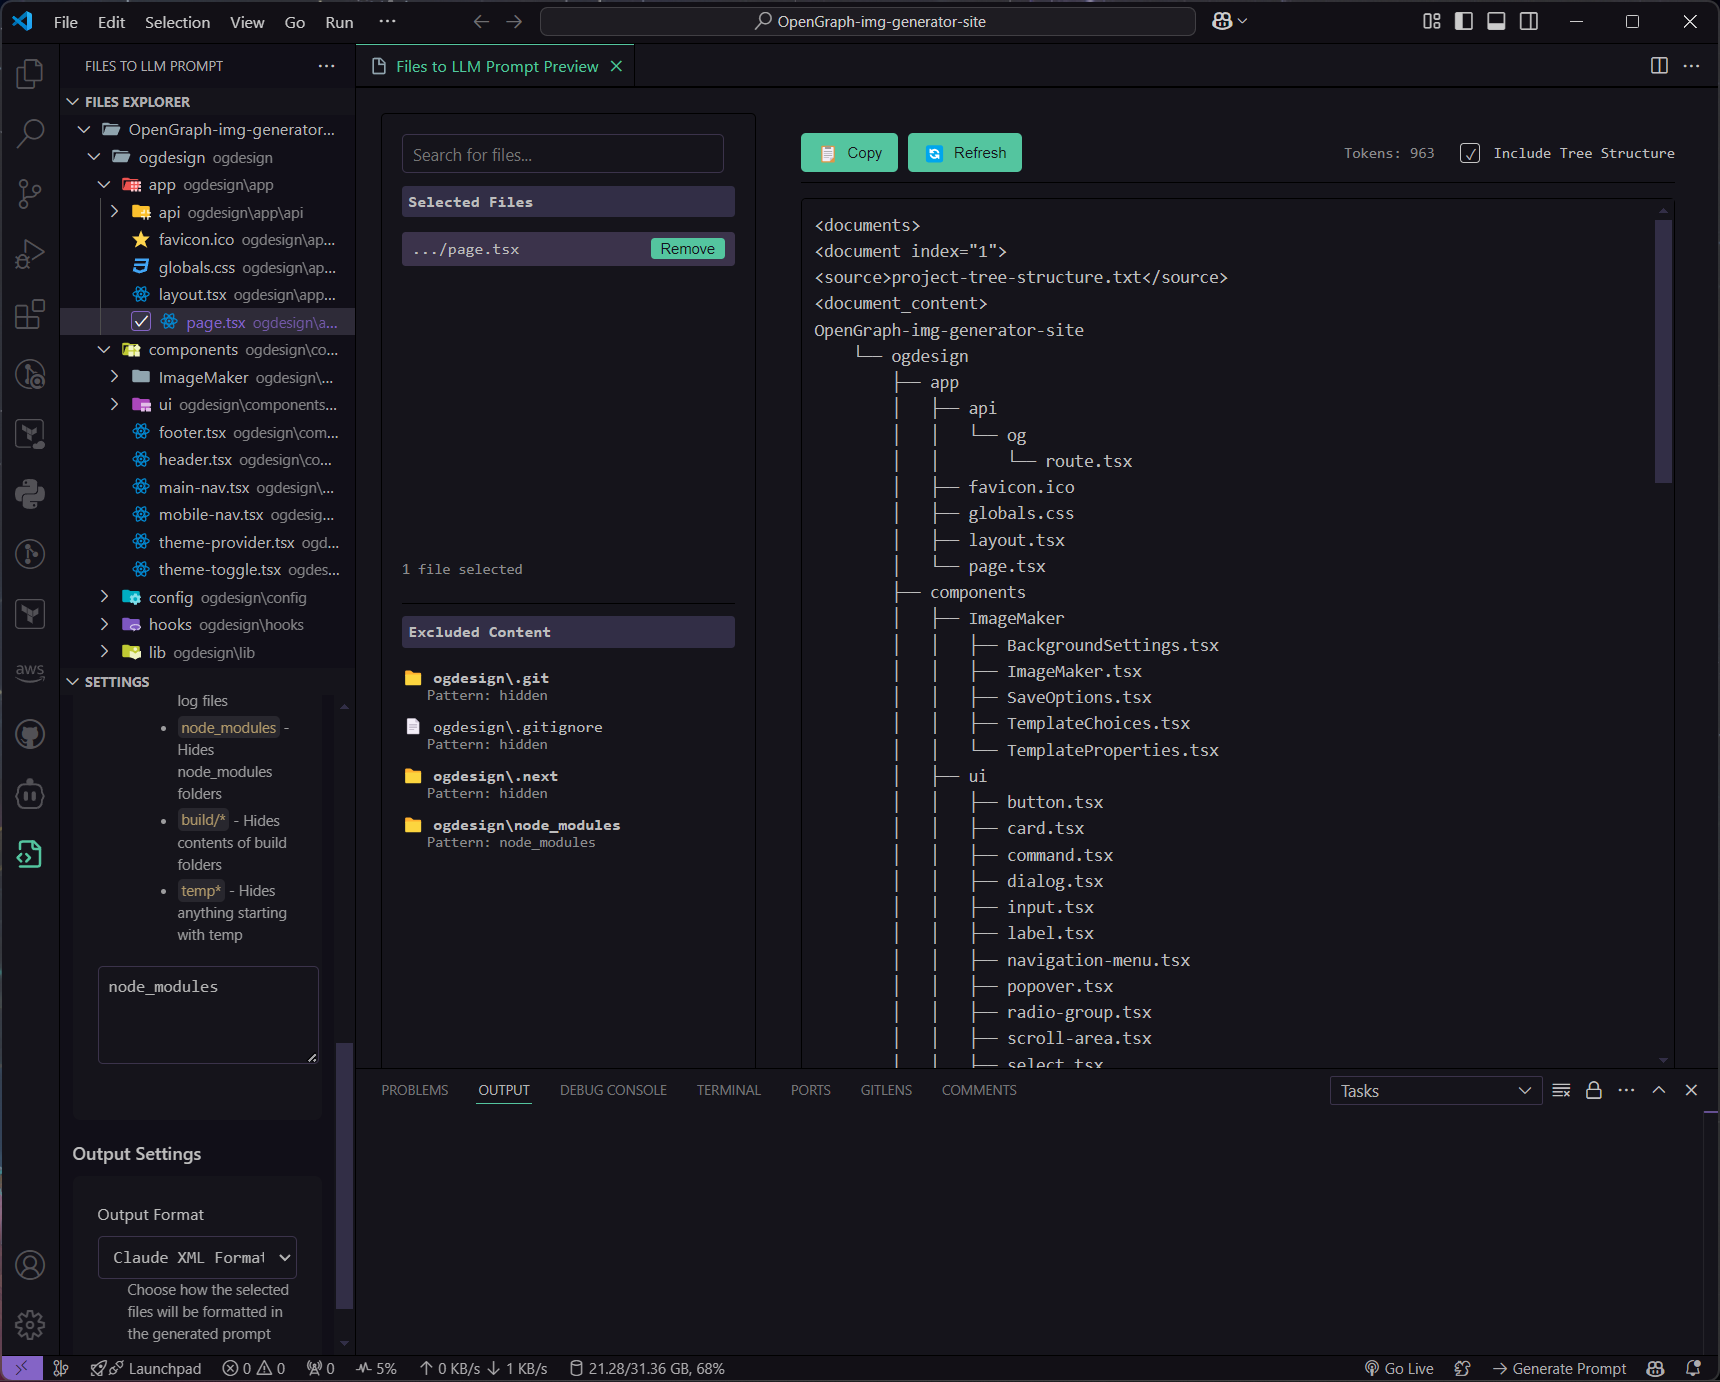 File Edit Selection View Go Run ···
OpenGraph-img-generator-site
FILES TO LLM PROMPT
Files to LLM Prompt Preview
FILES EXPLORER
OpenGraph-img-generator...
ogdesign ogdesign
app ogdesign\app
api ogdesign\app\api
favicon.ico ogdesign\ap...
globals.css ogdesign\ap...
layout.tsx ogdesign\app...
page.tsx ogdesign\a...
components ogdesign\co...
ImageMaker ogdesign\...
ui ogdesign\components...
footer.tsx ogdesign\com...
header.tsx ogdesign\co...
main-nav.tsx ogdesign\...
mobile-nav.tsx ogdesig...
theme-provider.tsx ogd...
theme-toggle.tsx ogdes...
config ogdesign\config
hooks ogdesign\hooks
lib ogdesign\lib
aws
SETTINGS
log files
node_modules -
Hides
node_modules
folders
build/* - Hides
contents of build
folders
temp* - Hides
anything starting
with temp
node_modules
Output Settings
Output Format
Claude XML Format
Choose how the selected
files will be formatted in
the generated prompt
Search for files...
Selected Files
.../page.tsx Remove
1 file selected
Excluded Content
ogdesign\.git
Pattern: hidden
ogdesign\.gitignore
Pattern: hidden
ogdesign\.next
Pattern: hidden
ogdesign\node_modules
Pattern: node_modules
Copy Refresh Tokens: 963 Include Tree Structure
<documents>
<document index="1">
<source>project-tree-structure.txt</source>
<document_content>
OpenGraph-img-generator-site
└── ogdesign
├── app
│ ├── api
│ │ └── og
│ │ └── route.tsx
│ ├── favicon.ico
│ ├── globals.css
│ ├── layout.tsx
│ └── page.tsx
├── components
│ ├── ImageMaker
│ │ ├── BackgroundSettings.tsx
│ │ ├── ImageMaker.tsx
│ │ ├── SaveOptions.tsx
│ │ ├── TemplateChoices.tsx
│ │ └── TemplateProperties.tsx
│ ├── ui
│ │ ├── button.tsx
│ │ ├── card.tsx
│ │ ├── command.tsx
│ │ ├── dialog.tsx
│ │ ├── input.tsx
│ │ ├── label.tsx
│ │ ├── navigation-menu.tsx
│ │ ├── popover.tsx
│ │ ├── radio-group.tsx
│ │ ├── scroll-area.tsx
│ │ ├── select.tsx
PROBLEMS OUTPUT DEBUG CONSOLE TERMINAL PORTS GITLENS COMMENTS Tasks
Launchpad 0 0 0 5% 0 KB/s 1 KB/s 21.28/31.36 GB, 68% Go Live Generate Prompt